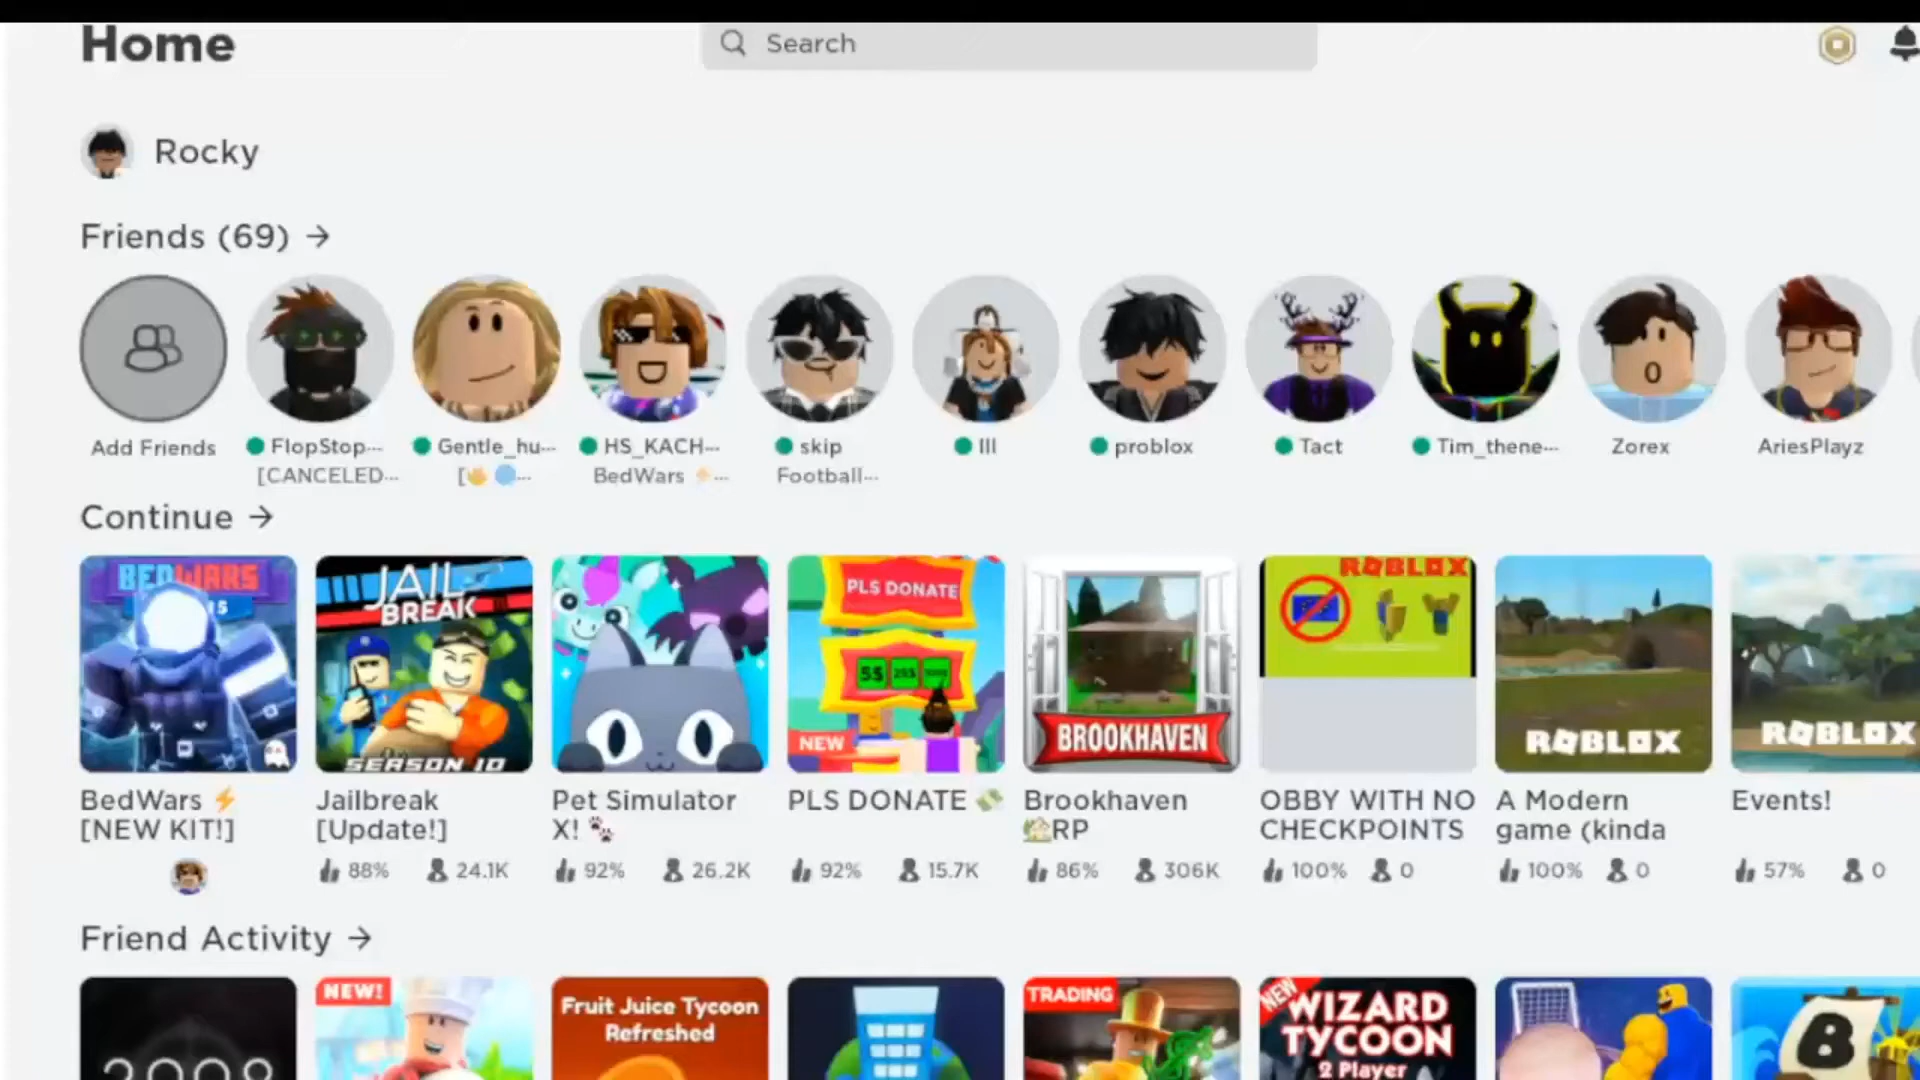 Home
Search
Rocky
Friends (69) →
Add Friends
FlopStop...
Gentle_hu...
HS_KACH...
skip
III
problox
Tact
Tim_thene...
Zorex
AriesPlayz
[CANCELED...
[👋 🔵...
BedWars ...
Football...
Continue →
BEDWARS
JAIL
BREAK
SEASON 10
PLS DONATE
5$
25$
NEW
BROOKHAVEN
ROBLOX
ROBLOX
ROBLOX
BedWars ⚡
[NEW KIT!]
Jailbreak
[Update!]
88%
24.1K
Pet Simulator
X! 🐾
92%
26.2K
PLS DONATE 💸
92%
15.7K
Brookhaven
🏡RP
86%
306K
OBBY WITH NO
CHECKPOINTS
100%
0
A Modern
game (kinda
100%
0
Events!
57%
0
Friend Activity →
2008
NEW!
Fruit Juice Tycoon
Refreshed
TRADING
NEW
WIZARD
TYCOON
2 Player
B